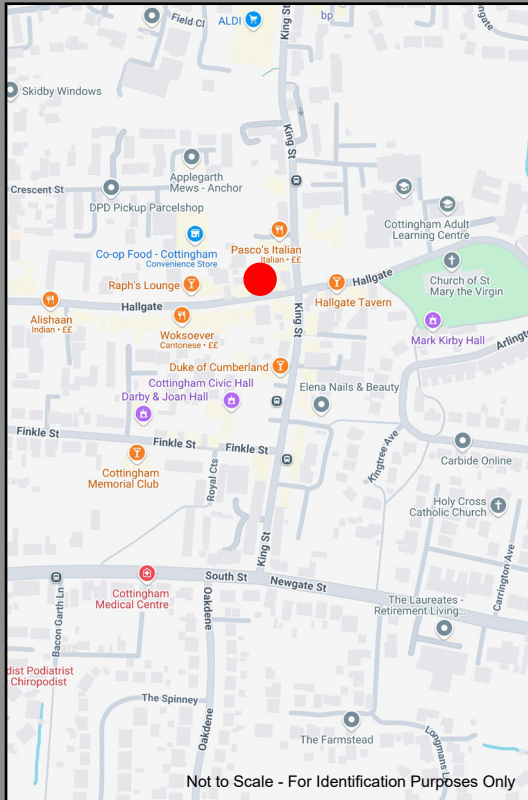 Field Cl
ALDI
King St
bp
Skidby Windows
King St
Applegarth
Mews - Anchor
Crescent St
DPD Pickup Parcelshop
Cottingham Adult
Learning Centre
Co-op Food - Cottingham
Convenience Store
Pasco's Italian
Italian • ££
Raph's Lounge
Hallgate
Church of St
Mary the Virgin
Hallgate
Hallgate Tavern
Alishaan
Indian • ££
Woksoever
Cantonese • ££
King St
Mark Kirby Hall
Duke of Cumberland
Cottingham Civic Hall
Darby & Joan Hall
Elena Nails & Beauty
Finkle St
Finkle St
Finkle St
Kingtree Ave
Carbide Online
Cottingham
Memorial Club
Royal Cts
Holy Cross
Catholic Church
King St
Carrington Ave
South St
Newgate St
Cottingham
Medical Centre
Bacon Garth Ln
Oakdene
The Laureates -
Retirement Living...
dist Podiatrist
Chiropodist
The Spinney
Oakdene
The Farmstead
Longmans L
Not to Scale - For Identification Purposes Only